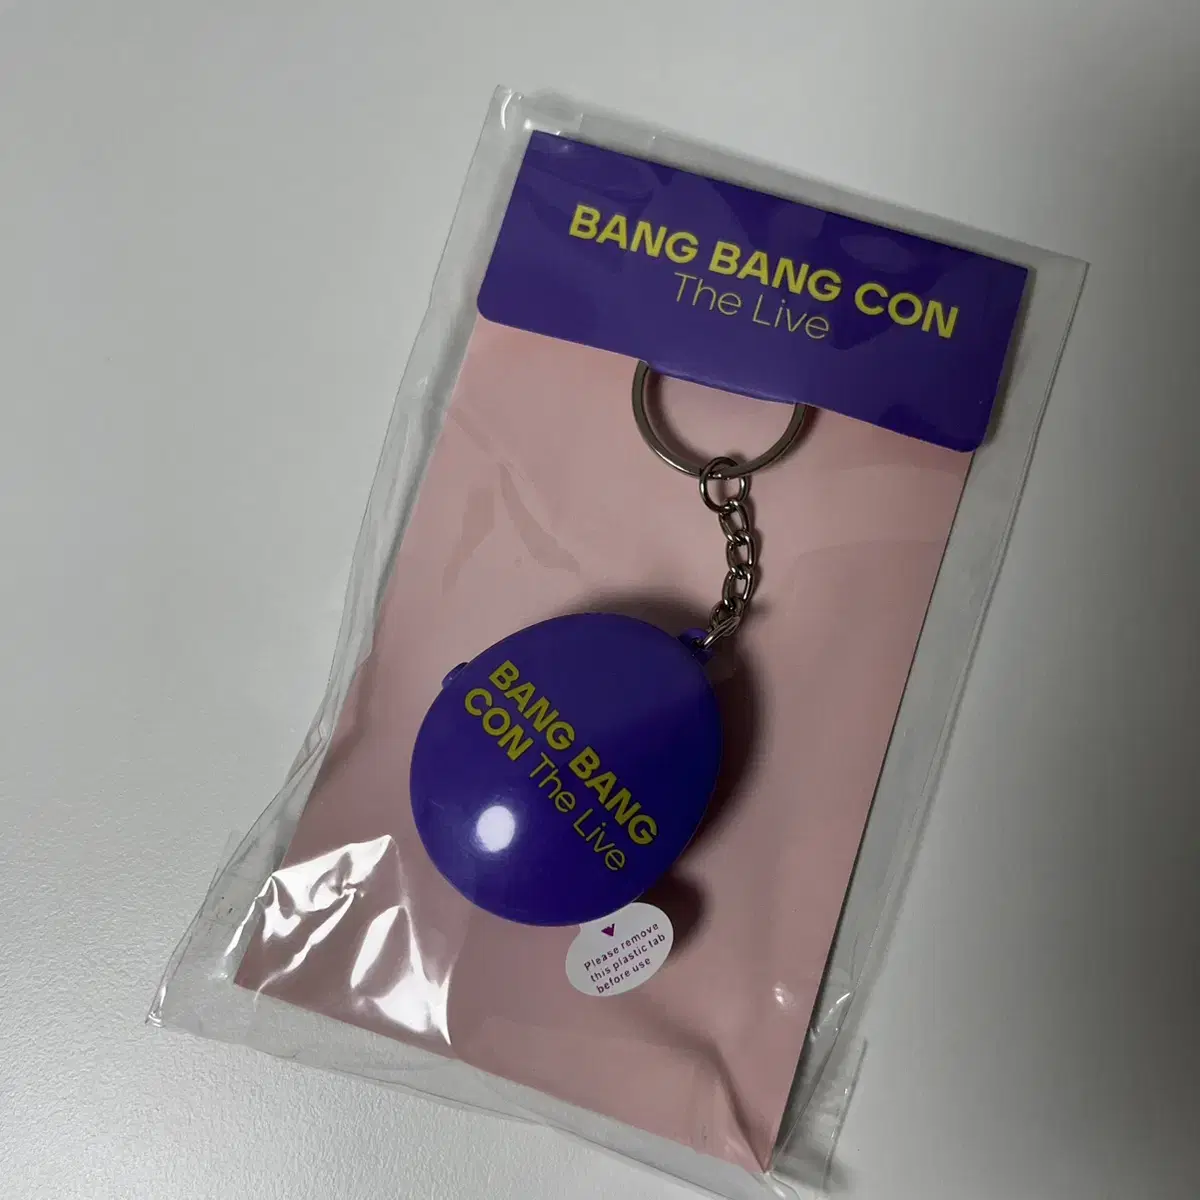 BANG BANG CON
The Live
BANG BANG
CON The Live
Please remove
this plastic tab
before use